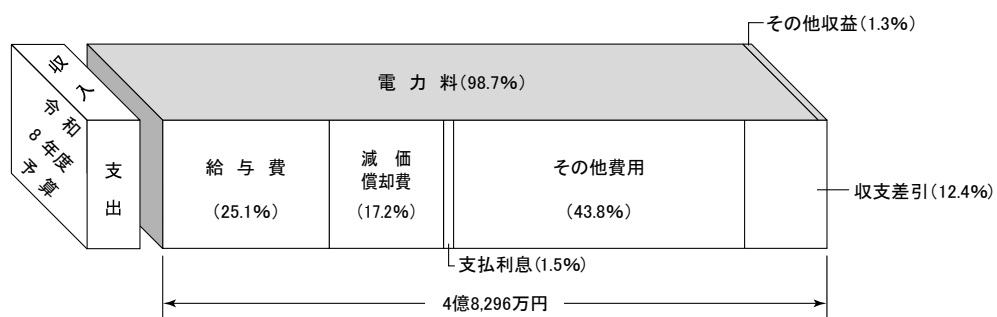 その他収益(1.3%)
収入
電力料(98.7%)
令和
8年度
予算
支出
給与費
(25.1%)
減価
償却費
(17.2%)
その他費用
(43.8%)
収支差引(12.4%)
支払利息(1.5%)
4億8,296万円